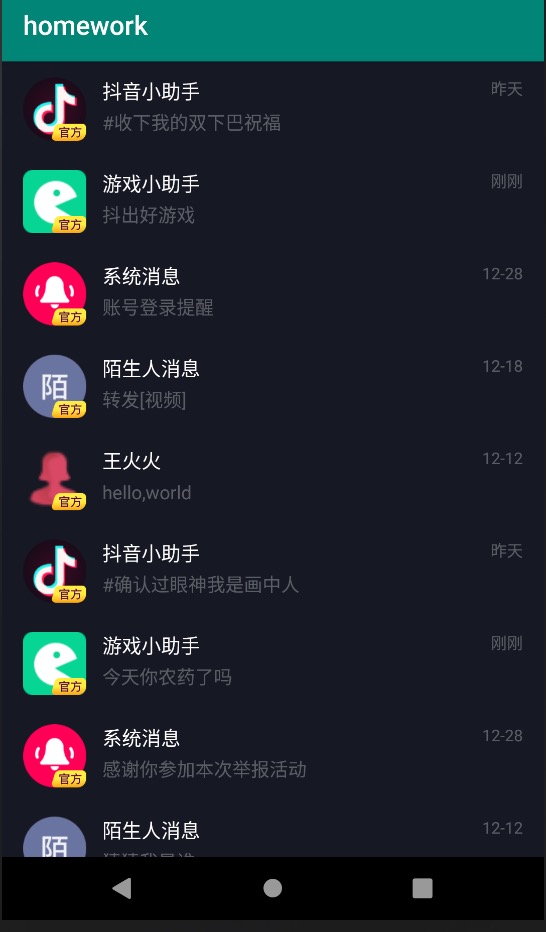 homework
抖音小助手
昨天
#收下我的双下巴祝福
官方
游戏小助手
刚刚
抖出好游戏
官方
系统消息
12-28
账号登录提醒
官方
陌生人消息
12-18
陌
转发[视频]
官方
王火火
12-12
hello,world
官方
抖音小助手
昨天
#确认过眼神我是画中人
官方
游戏小助手
刚刚
今天你农药了吗
官方
系统消息
12-28
感谢你参加本次举报活动
官方
陌生人消息
12-12
陌